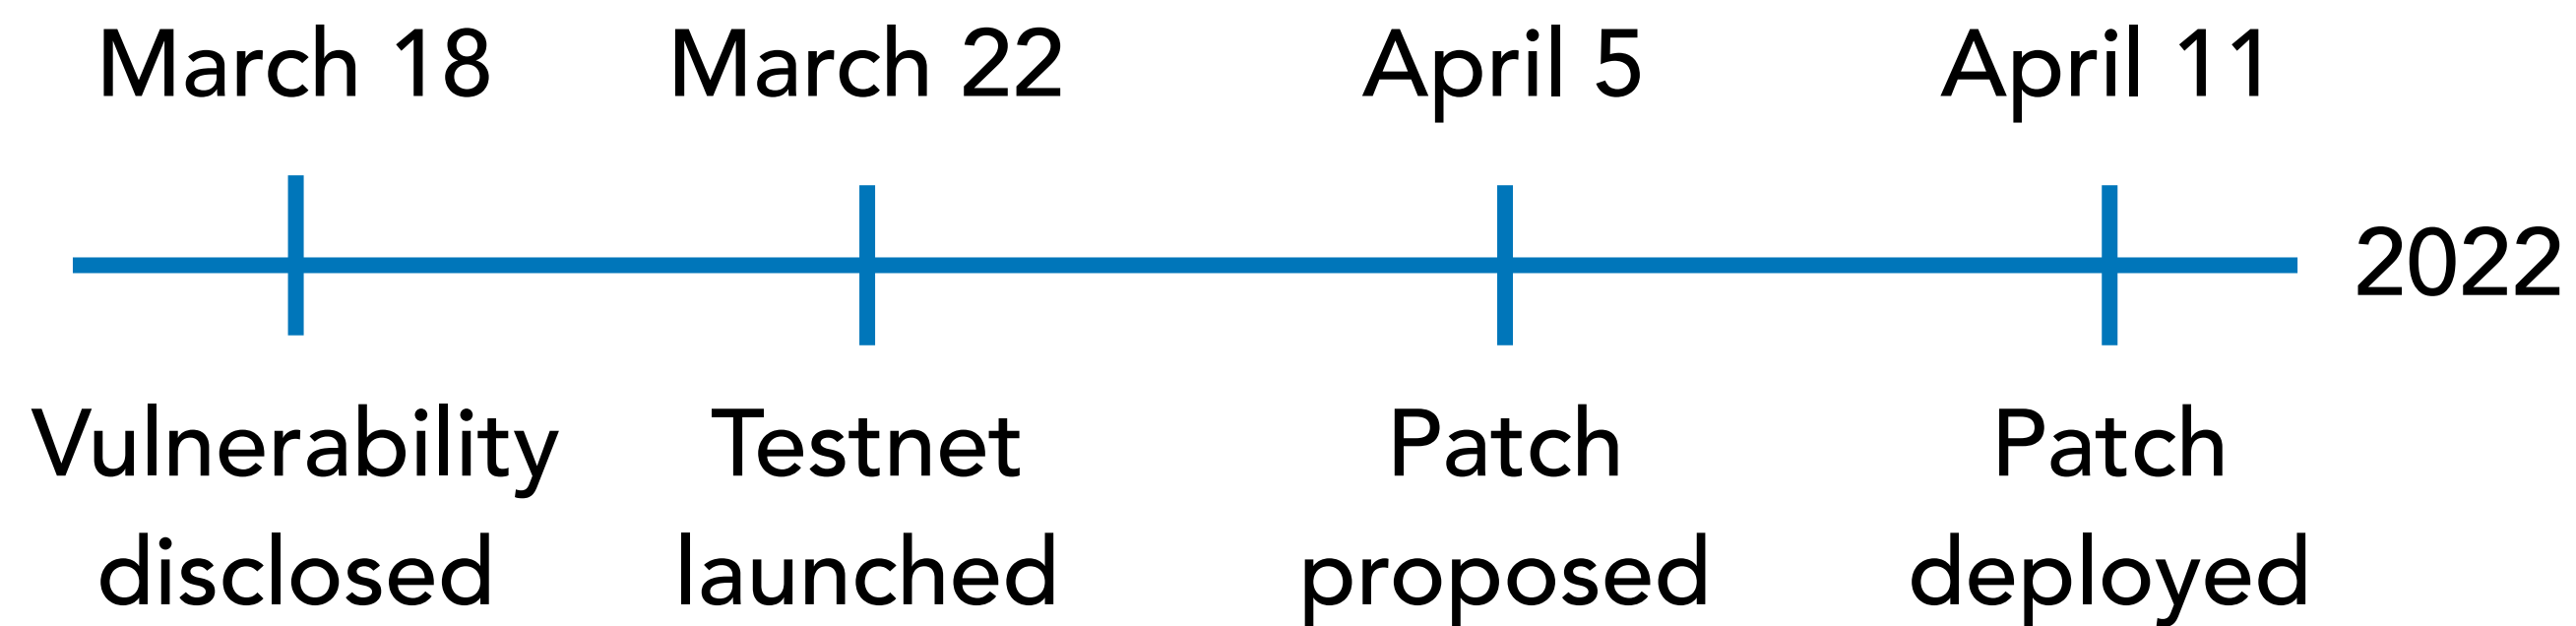 March 18
March 22
April 5
April 11
2022
Vulnerability
disclosed
Testnet
launched
Patch
proposed
Patch
deployed